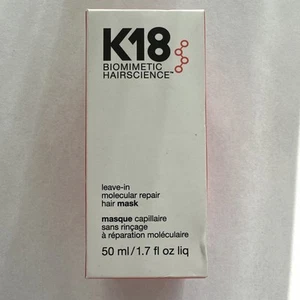 K18
BIOMIMETIC
HAIRSCIENCE™
leave-in
molecular repair
hair mask
masque capillaire
sans rinçage
à réparation moléculaire
50 ml/1.7 fl oz liq